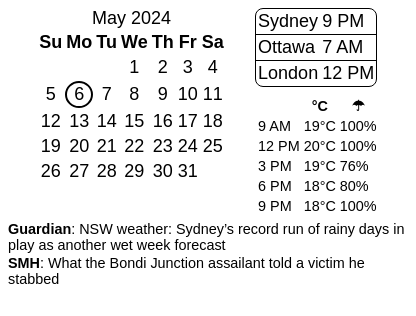 May 2024
Su Mo Tu We Th Fr Sa
1 2 3 4
5 6 7 8 9 10 11
12 13 14 15 16 17 18
19 20 21 22 23 24 25
26 27 28 29 30 31
Sydney 9 PM
Ottawa 7 AM
London 12 PM
°C ☂
9 AM 19°C 100%
12 PM 20°C 100%
3 PM 19°C 76%
6 PM 18°C 80%
9 PM 18°C 100%
Guardian: NSW weather: Sydney’s record run of rainy days in
play as another wet week forecast
SMH: What the Bondi Junction assailant told a victim he
stabbed